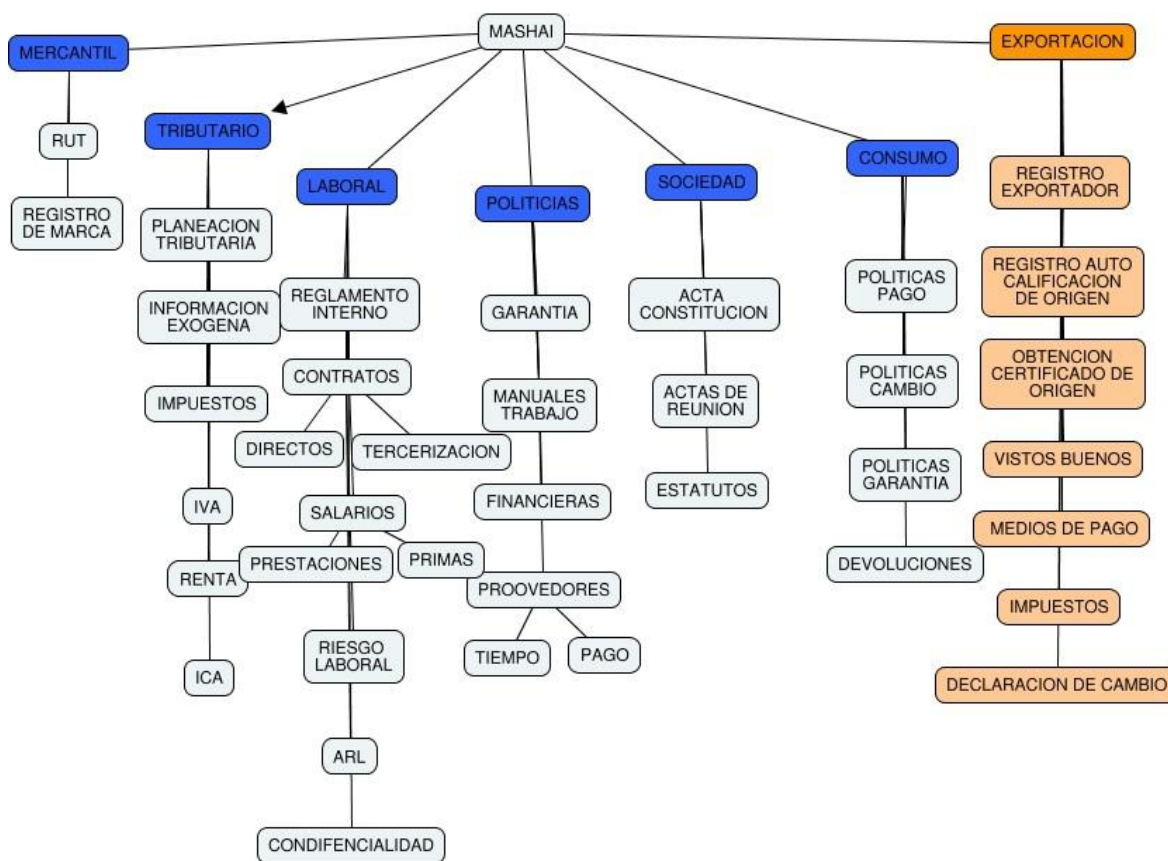 MASHAI
MERCANTIL
RUT
REGISTRO
DE MARCA
TRIBUTARIO
PLANEACION
TRIBUTARIA
INFORMACION
EXOGENA
IMPUESTOS
IVA
RENTA
ICA
LABORAL
REGLAMENTO
INTERNO
CONTRATOS
DIRECTOS
TERCERIZACION
SALARIOS
PRESTACIONES
PRIMAS
RIESGO
LABORAL
ARL
CONDIFENCIALIDAD
POLITICIAS
GARANTIA
MANUALES
TRABAJO
FINANCIERAS
PROOVEDORES
TIEMPO
PAGO
SOCIEDAD
ACTA
CONSTITUCION
ACTAS DE
REUNION
ESTATUTOS
CONSUMO
POLITICAS
PAGO
POLITICAS
CAMBIO
POLITICAS
GARANTIA
DEVOLUCIONES
EXPORTACION
REGISTRO
EXPORTADOR
REGISTRO AUTO
CALIFICACION
DE ORIGEN
OBTENCION
CERTIFICADO DE
ORIGEN
VISTOS BUENOS
MEDIOS DE PAGO
IMPUESTOS
DECLARACION DE CAMBIO